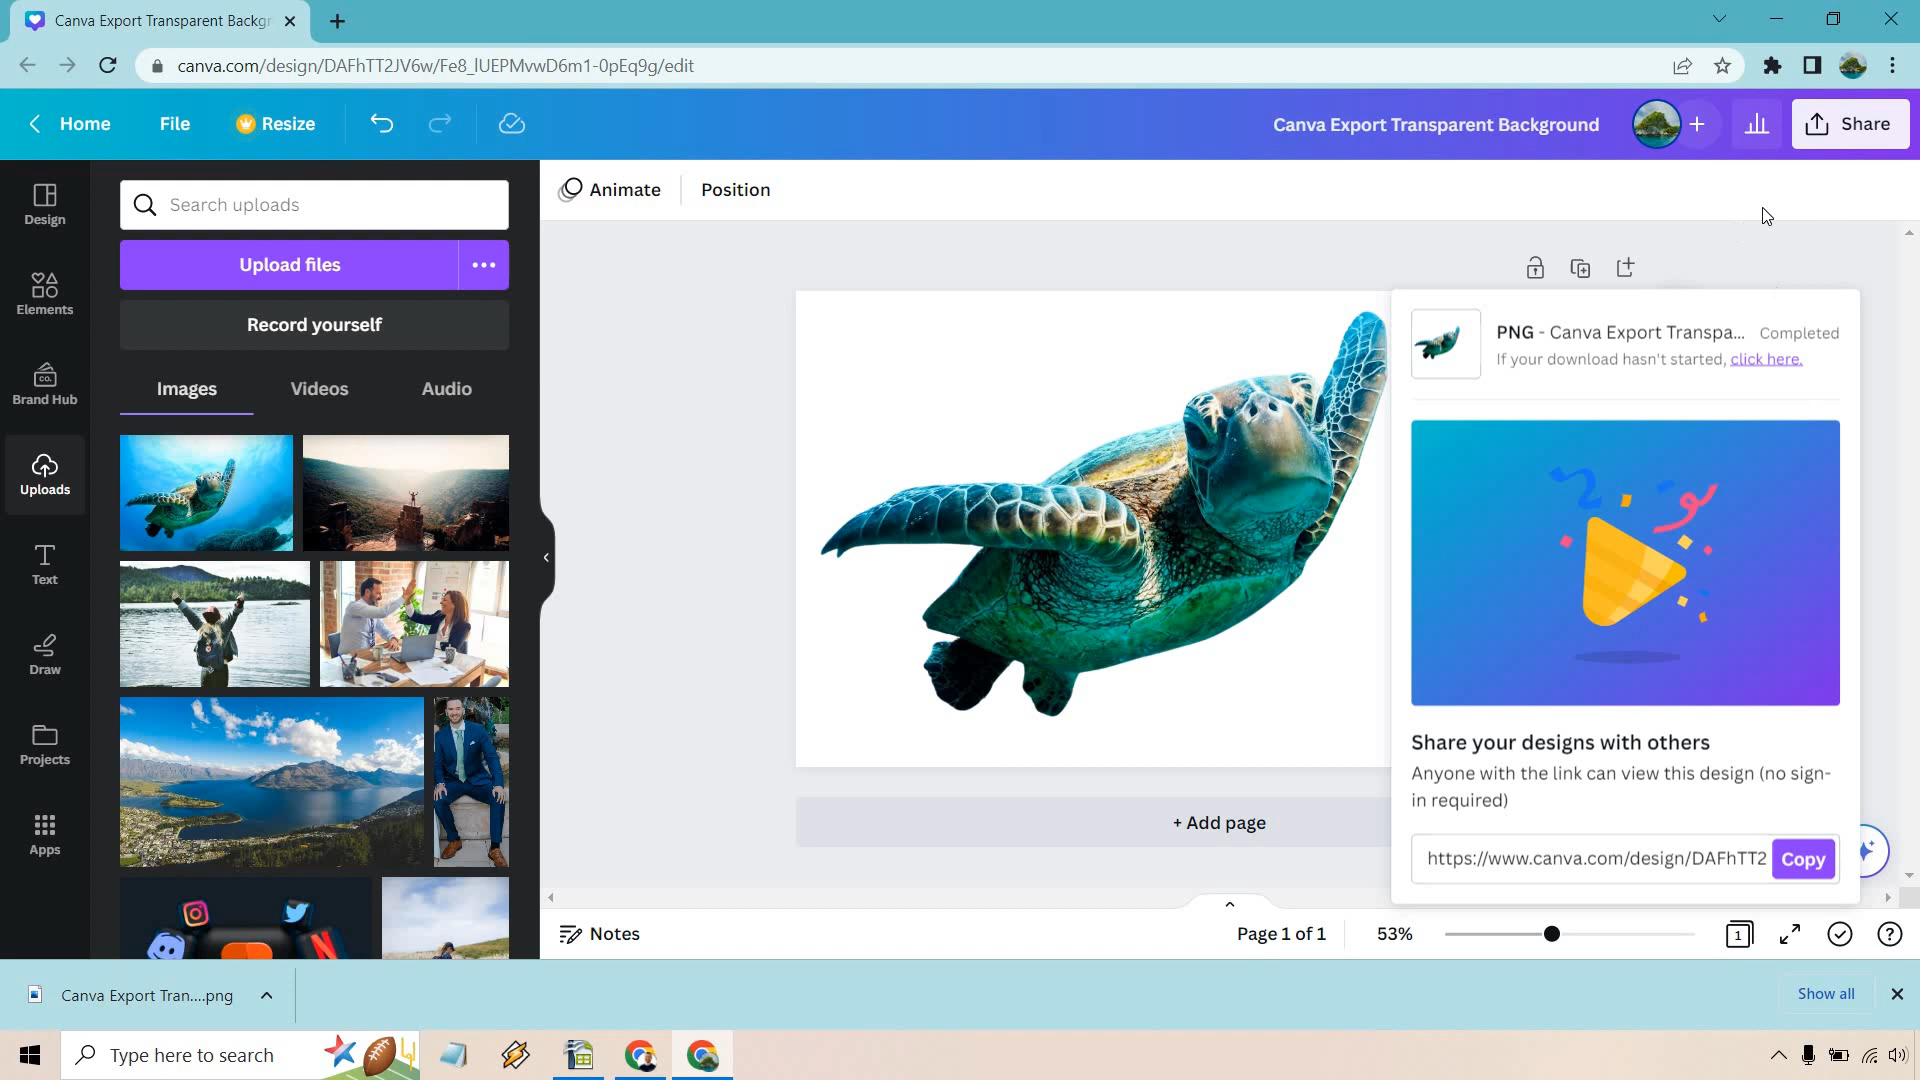 Canva Export Transparent Backgr
canva.com/design/DAFhTT2JV6w/Fe8_lUEPMvwD6m1-0pEq9g/edit
Home
File
Resize
Canva Export Transparent Background
Share
Design
Elements
Brand Hub
CO.
Uploads
Text
Draw
Projects
Apps
Search uploads
Upload files
Record yourself
Images
Videos
Audio
Animate
Position
PNG - Canva Export Transpa...
Completed
If your download hasn't started, click here.
Share your designs with others
Anyone with the link can view this design (no sign-
in required)
https://www.canva.com/design/DAFhTT2
Copy
+ Add page
Notes
Page 1 of 1
53%
1
Canva Export Tran....png
Show all
Type here to search